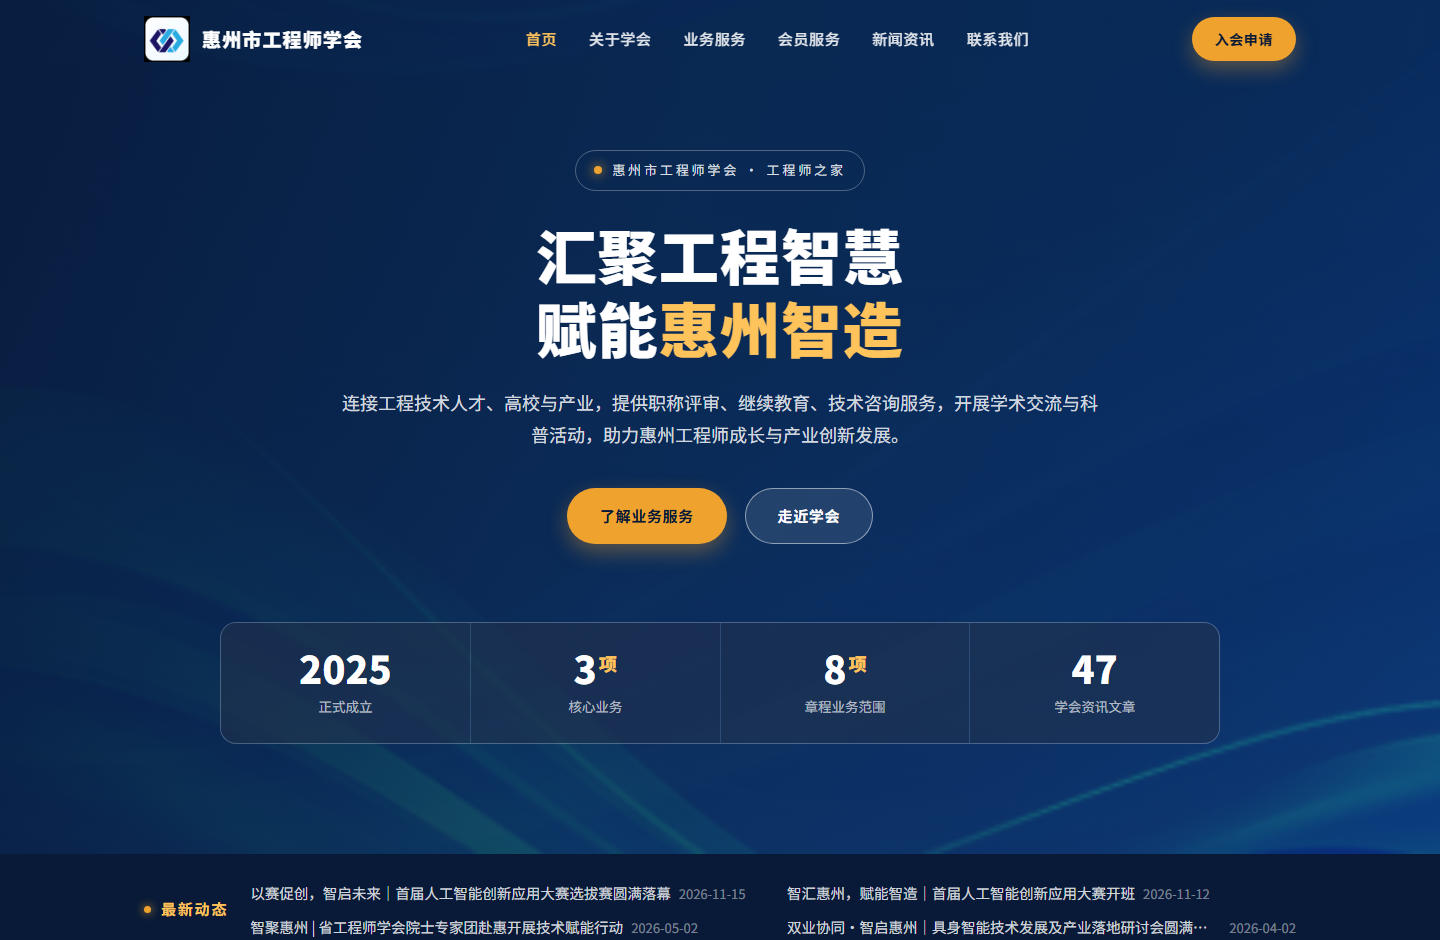 惠州市工程师学会
首页 关于学会 业务服务 会员服务 新闻资讯 联系我们
入会申请
惠州市工程师学会 · 工程师之家
汇聚工程智慧
赋能惠州智造
连接工程技术人才、高校与产业，提供职称评审、继续教育、技术咨询服务，开展学术交流与科
普活动，助力惠州工程师成长与产业创新发展。
了解业务服务 走近学会
2025 3项 8项 47
正式成立 核心业务 章程业务范围 学会资讯文章
最新动态
以赛促创，智启未来｜首届人工智能创新应用大赛选拔赛圆满落幕 2026-11-15
智汇惠州，赋能智造｜首届人工智能创新应用大赛开班 2026-11-12
智聚惠州 | 省工程师学会院士专家团赴惠开展技术赋能行动 2026-05-02
双业协同·智启惠州｜具身智能技术发展及产业落地研讨会圆满… 2026-04-02